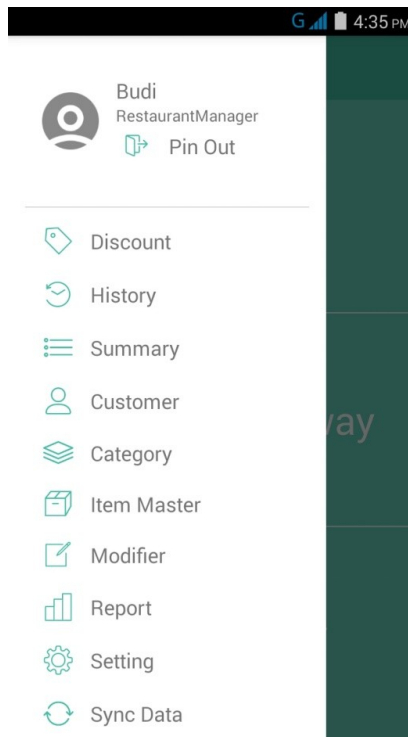 G 4:35 PM
Budi
RestaurantManager
Pin Out
Discount
History
Summary
Customer
Category
Item Master
Modifier
Report
Setting
Sync Data
way